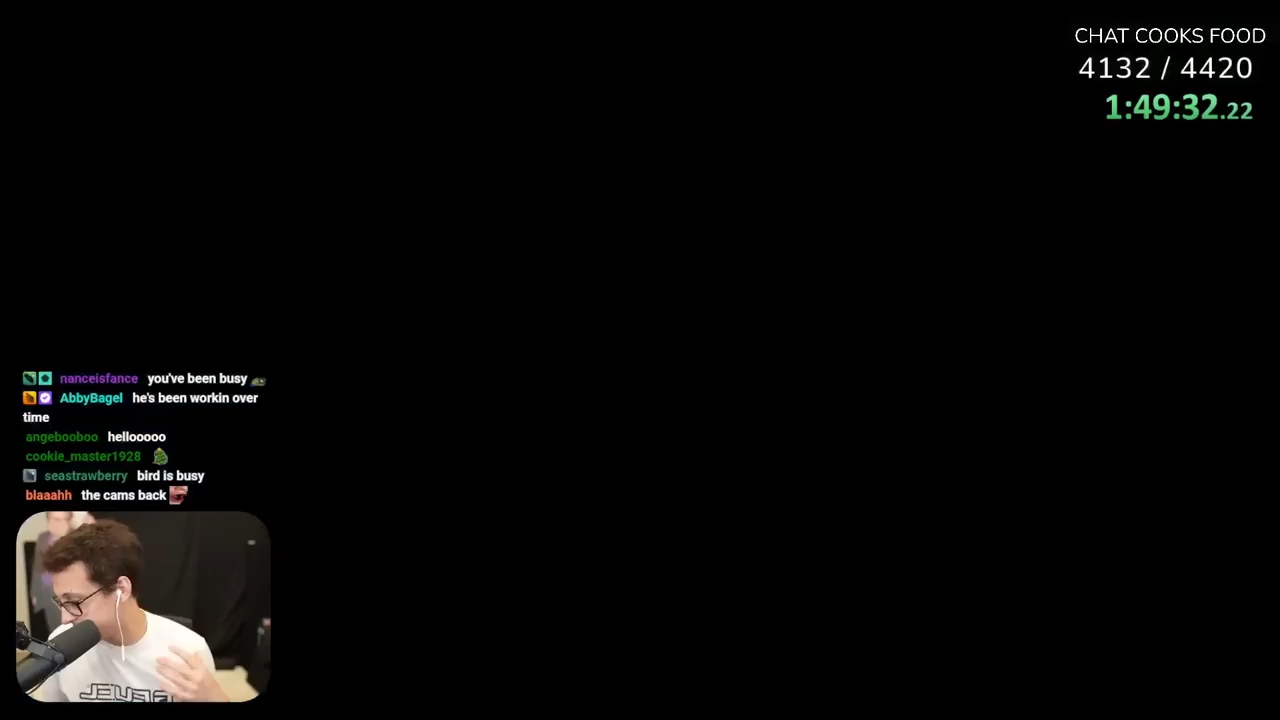 CHAT COOKS FOOD
4132 / 4420
1:49:32.22
nanceisfance you've been busy
AbbyBagel he's been workin over
time
angebooboo hellooooo
cookie_master1928
seastrawberry bird is busy
blaaahh the cams back